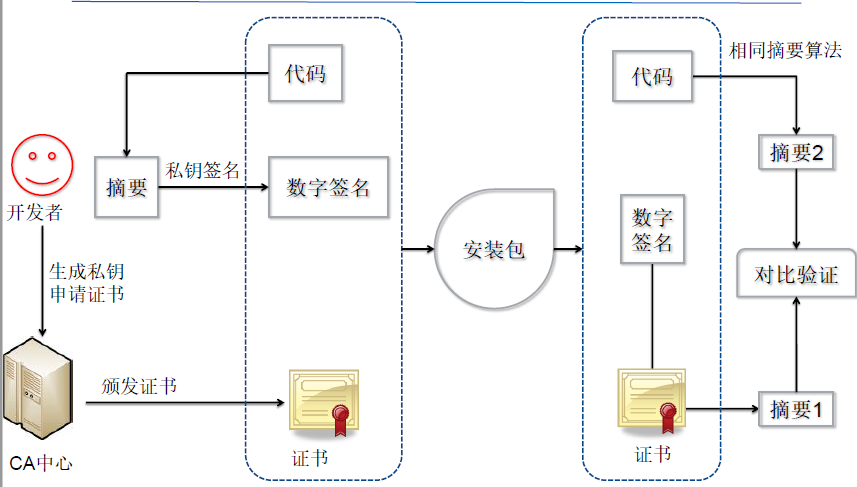 代码
私钥签名
摘要
数字签名
开发者
生成私钥
申请证书
颁发证书
CA中心
证书
安装包
代码
相同摘要算法
摘要2
数字
签名
对比验证
摘要1
证书